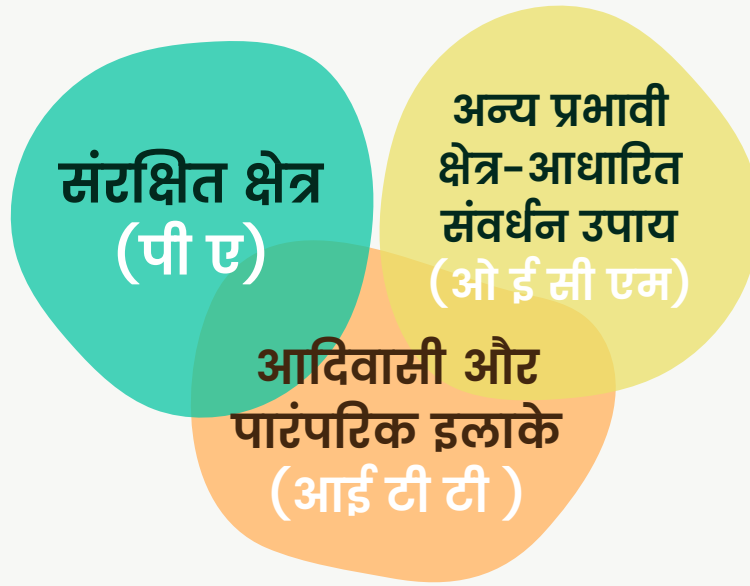 संरक्षित क्षेत्र
(पी ए)
अन्य प्रभावी
क्षेत्र-आधारित
संवर्धन उपाय
(ओ ई सी एम)
आदिवासी और
पारंपरिक इलाके
(आई टी टी )